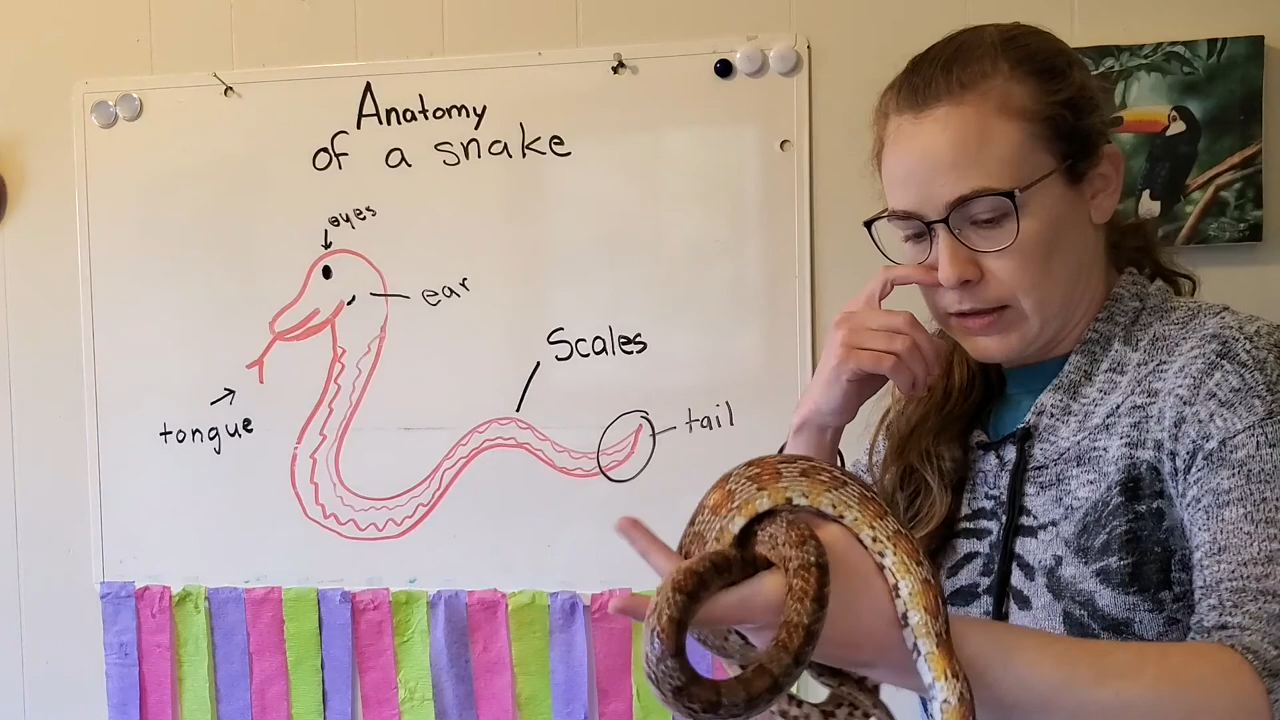 Anatomy
of a snake
eyes
ear
Scales
tail
tongue